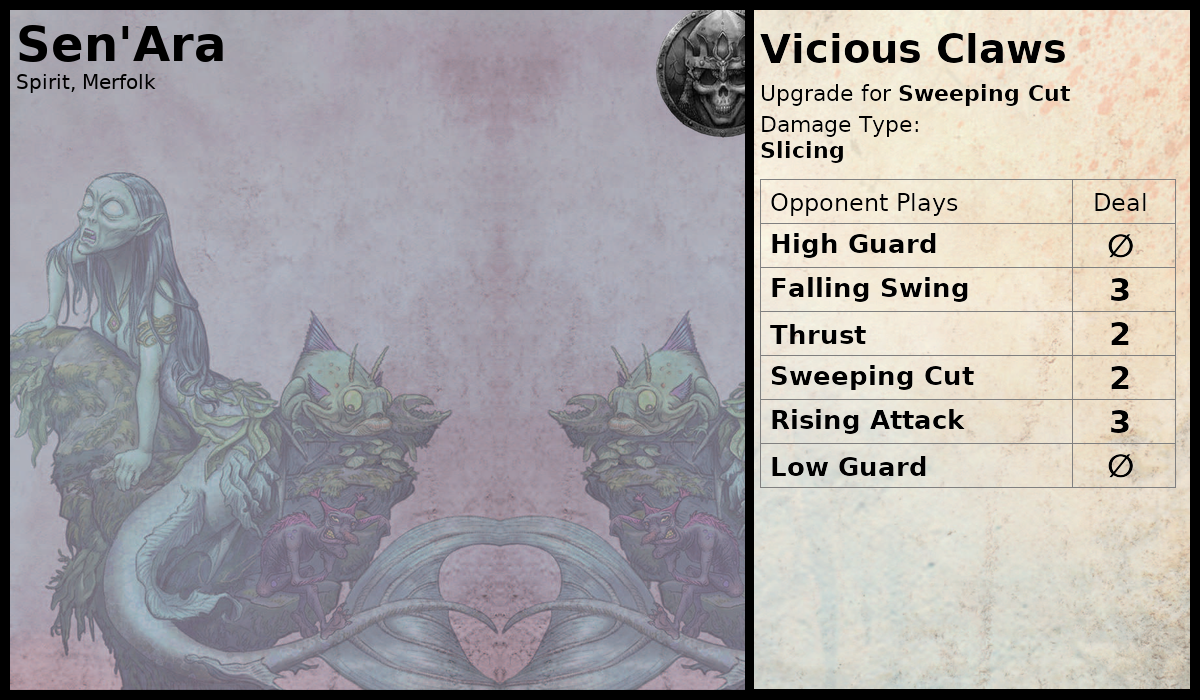 Sen'Ara
Spirit, Merfolk
Vicious Claws
Upgrade for Sweeping Cut
Damage Type:
Slicing
Opponent Plays Deal
High Guard ∅
Falling Swing 3
Thrust 2
Sweeping Cut 2
Rising Attack 3
Low Guard ∅